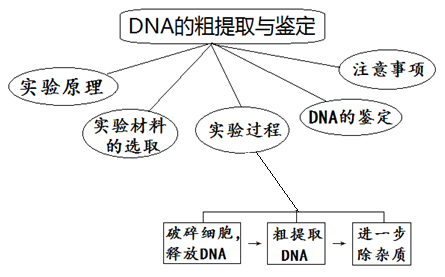 DNA的粗提取与鉴定
实验原理
实验材料
的选取
实验过程
DNA的鉴定
注意事项
破碎细胞,
释放DNA
粗提取
DNA
进一步
除杂质